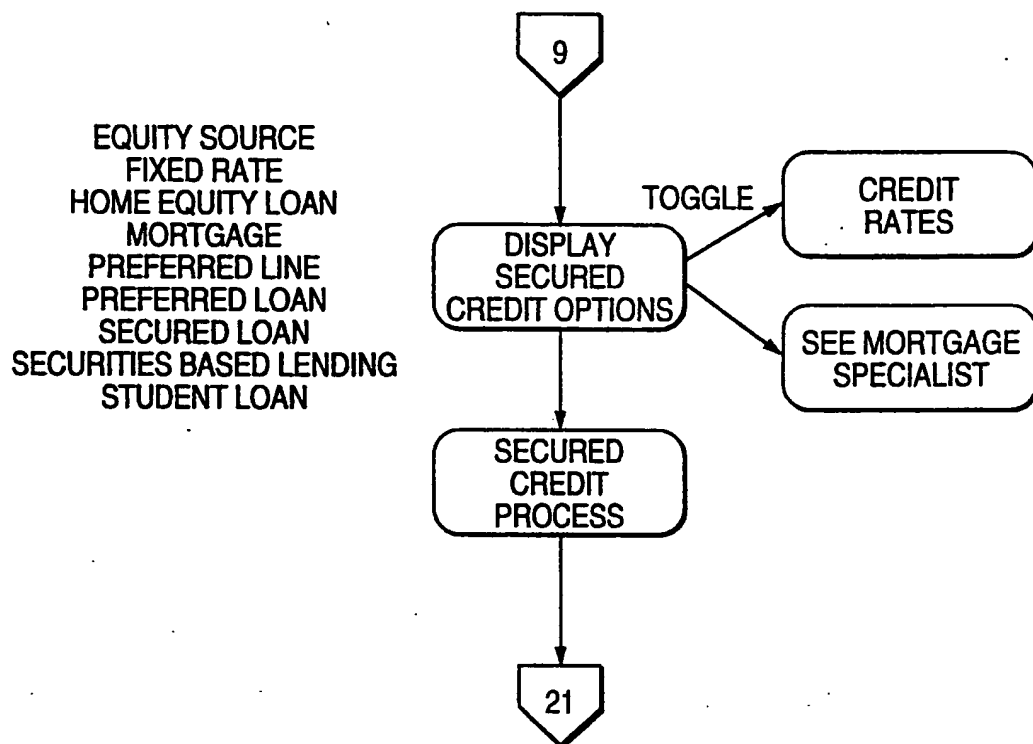 9
EQUITY SOURCE
FIXED RATE
HOME EQUITY LOAN
MORTGAGE
PREFERRED LINE
PREFERRED LOAN
SECURED LOAN
SECURITIES BASED LENDING
STUDENT LOAN
DISPLAY
SECURED
CREDIT OPTIONS
TOGGLE
CREDIT
RATES
SEE MORTGAGE
SPECIALIST
SECURED
CREDIT
PROCESS
21